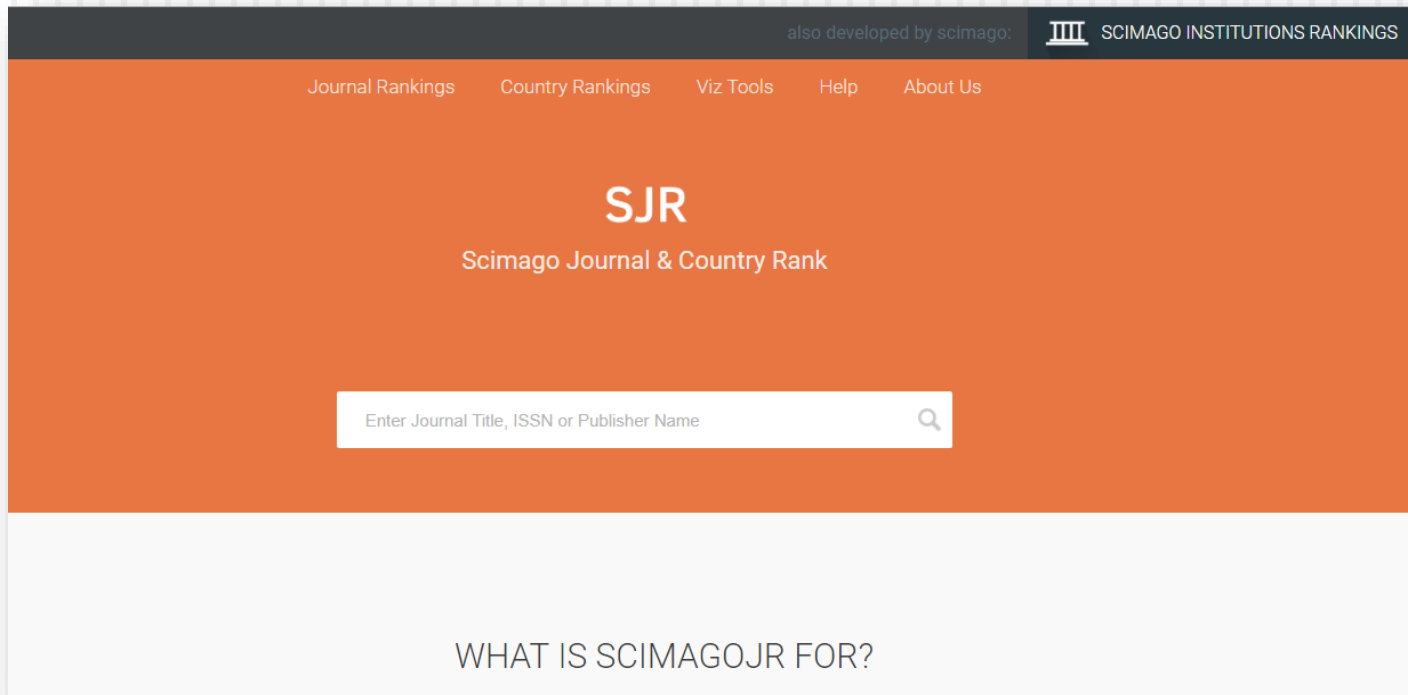 also developed by scimago: SCIMAGO INSTITUTIONS RANKINGS
Journal Rankings Country Rankings Viz Tools Help About Us
SJR
Scimago Journal & Country Rank
Enter Journal Title, ISSN or Publisher Name
WHAT IS SCIMAGOJR FOR?